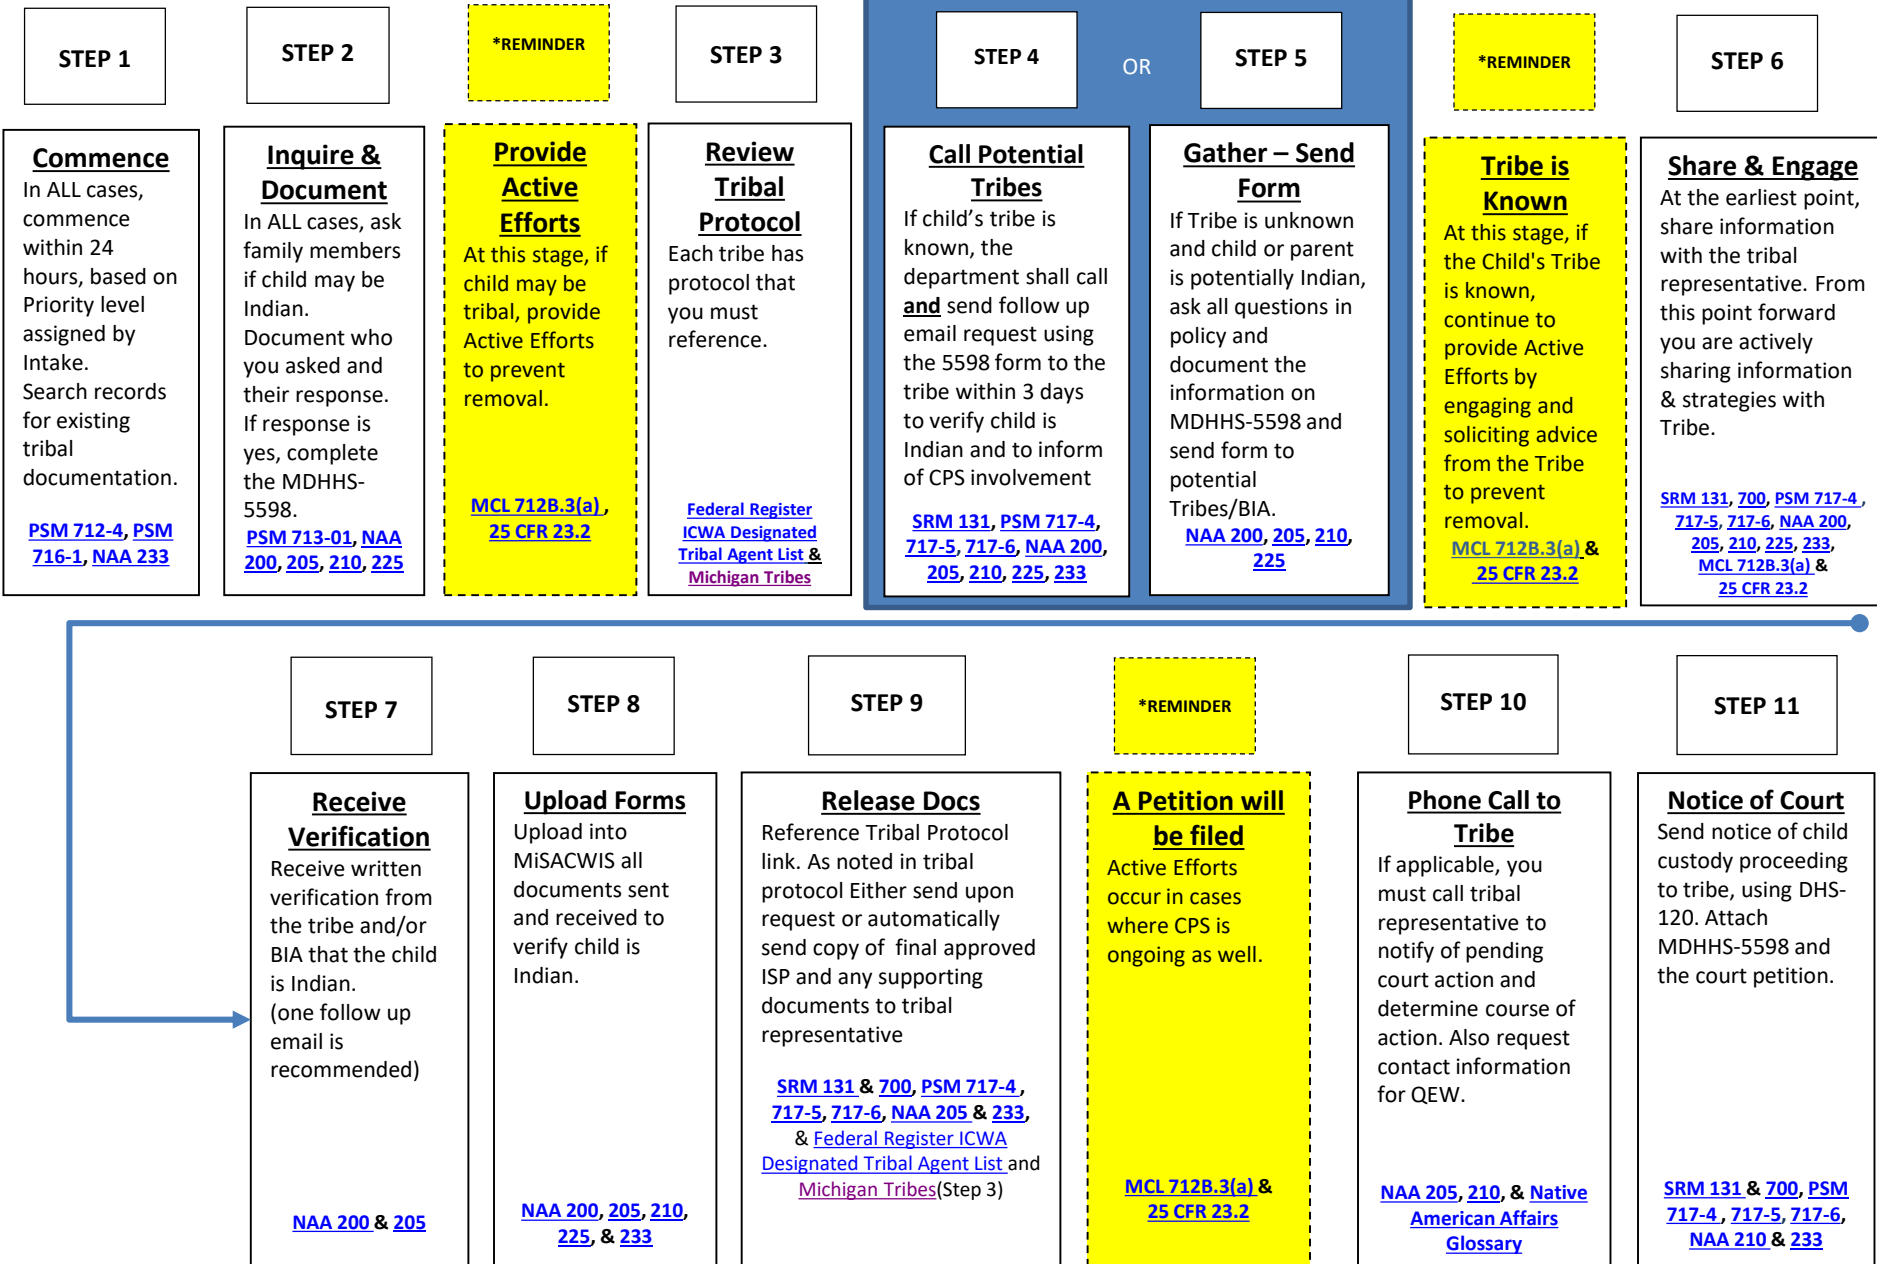 STEP 1
Commence
In ALL cases,
commence
within 24
hours, based on
Priority level
assigned by
Intake.
Search records
for existing
tribal
documentation.
PSM 712-4, PSM
716-1, NAA 233
STEP 2
Inquire &
Document
In ALL cases, ask
family members
if child may be
Indian.
Document who
you asked and
their response.
If response is
yes, complete
the MDHHS-
5598.
PSM 713-01, NAA
200, 205, 210, 225
*REMINDER
Provide
Active
Efforts
At this stage, if
child may be
tribal, provide
Active Efforts
to prevent
removal.
MCL 712B.3(a) ,
25 CFR 23.2
STEP 3
Review
Tribal
Protocol
Each tribe has
protocol that
you must
reference.
Federal Register
ICWA Designated
Tribal Agent List &
Michigan Tribes
STEP 4
Call Potential
Tribes
If child’s tribe is
known, the
department shall call
and send follow up
email request using
the 5598 form to the
tribe within 3 days
to verify child is
Indian and to inform
of CPS involvement
SRM 131, PSM 717-4,
717-5, 717-6, NAA 200,
205, 210, 225, 233
OR
STEP 5
Gather – Send
Form
If Tribe is unknown
and child or parent
is potentially Indian,
ask all questions in
policy and
document the
information on
MDHHS-5598 and
send form to
potential
Tribes/BIA.
NAA 200, 205, 210,
225
*REMINDER
Tribe is
Known
At this stage, if
the Child's Tribe
is known,
continue to
provide Active
Efforts by
engaging and
soliciting advice
from the Tribe
to prevent
removal.
MCL 712B.3(a) &
25 CFR 23.2
STEP 6
Share & Engage
At the earliest point,
share information
with the tribal
representative. From
this point forward
you are actively
sharing information
& strategies with
Tribe.
SRM 131, 700, PSM 717-4 ,
717-5, 717-6, NAA 200,
205, 210, 225, 233,
MCL 712B.3(a) &
25 CFR 23.2
STEP 7
Receive
Verification
Receive written
verification from
the tribe and/or
BIA that the child
is Indian.
(one follow up
email is
recommended)
NAA 200 & 205
STEP 8
Upload Forms
Upload into
MiSACWIS all
documents sent
and received to
verify child is
Indian.
NAA 200, 205, 210,
225, & 233
STEP 9
Release Docs
Reference Tribal Protocol
link. As noted in tribal
protocol Either send upon
request or automatically
send copy of final approved
ISP and any supporting
documents to tribal
representative
SRM 131 & 700, PSM 717-4 ,
717-5, 717-6, NAA 205 & 233,
& Federal Register ICWA
Designated Tribal Agent List and
Michigan Tribes(Step 3)
*REMINDER
A Petition will
be filed
Active Efforts
occur in cases
where CPS is
ongoing as well.
MCL 712B.3(a) &
25 CFR 23.2
STEP 10
Phone Call to
Tribe
If applicable, you
must call tribal
representative to
notify of pending
court action and
determine course of
action. Also request
contact information
for QEW.
NAA 205, 210, & Native
American Affairs
Glossary
STEP 11
Notice of Court
Send notice of child
custody proceeding
to tribe, using DHS-
120. Attach
MDHHS-5598 and
the court petition.
SRM 131 & 700, PSM
717-4 , 717-5, 717-6,
NAA 210 & 233